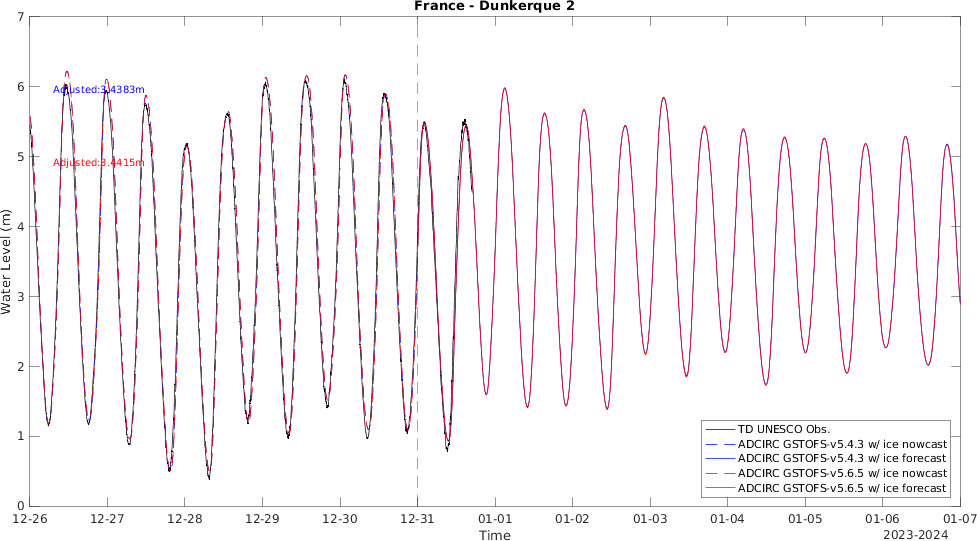 France - Dunkerque 2
7
6
5
4
3
2
1
0
Water Level (m)
Adjusted:3.4383m
Adjusted:3.4415m
TD UNESCO Obs.
ADCIRC GSTOFS-v5.4.3 w/ ice nowcast
ADCIRC GSTOFS-v5.4.3 w/ ice forecast
ADCIRC GSTOFS-v5.6.5 w/ ice nowcast
ADCIRC GSTOFS-v5.6.5 w/ ice forecast
12-26 12-27 12-28 12-29 12-30 12-31 01-01 01-02 01-03 01-04 01-05 01-06 01-07
Time
2023-2024